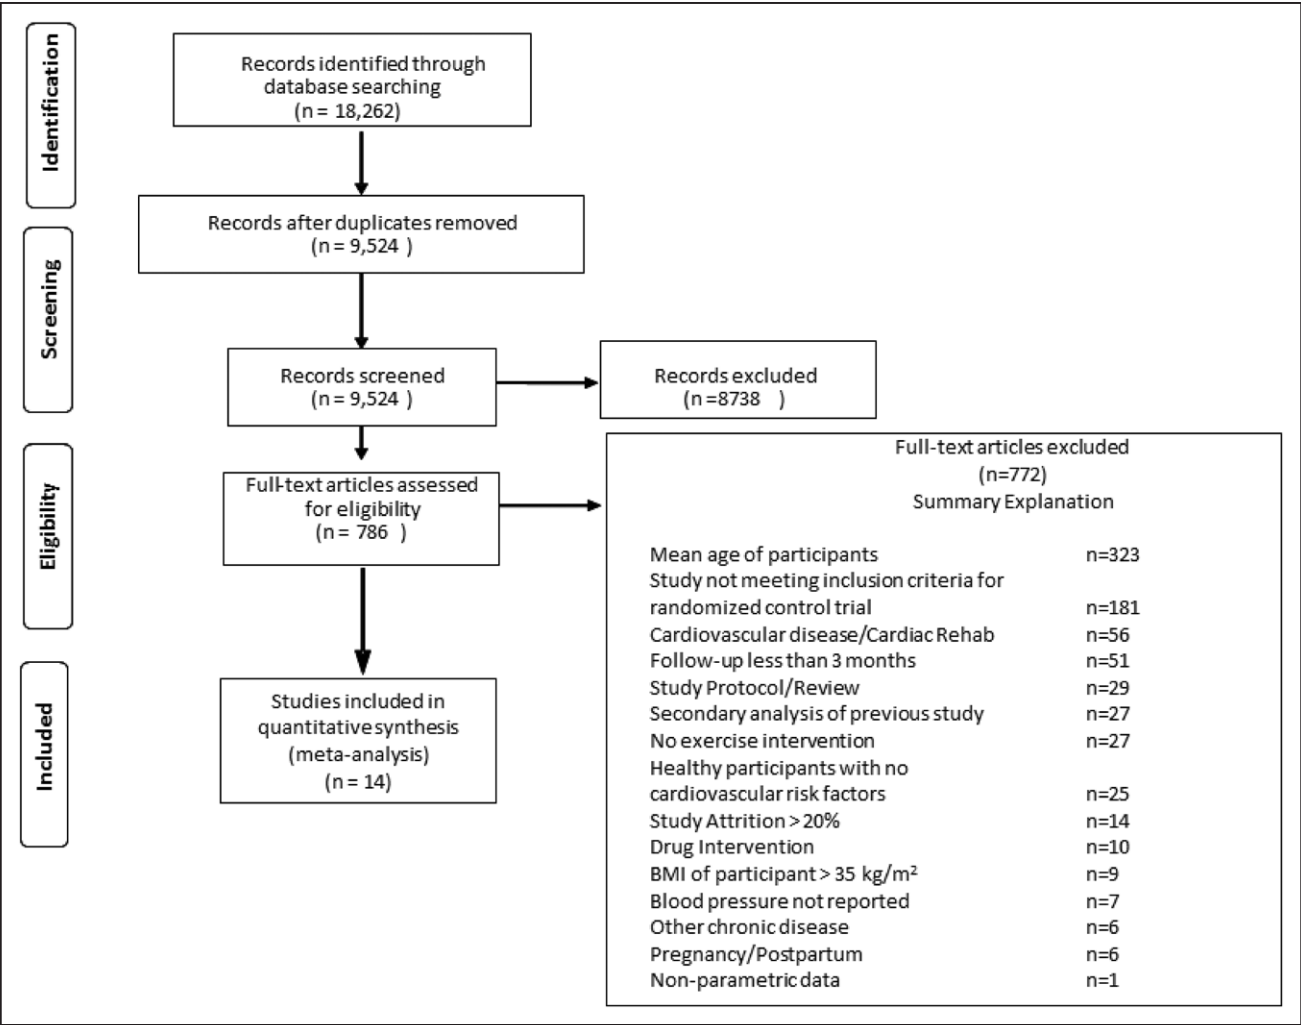 Identification
Records identified through
database searching
(n = 18,262)
Records after duplicates removed
(n = 9,524 )
Screening
Records screened
(n = 9,524 )
Records excluded
(n =8738 )
Eligibility
Full-text articles assessed
for eligibility
(n = 786 )
Full-text articles excluded
(n=772)
Summary Explanation
Mean age of participants n=323
Study not meeting inclusion criteria for
randomized control trial n=181
Cardiovascular disease/Cardiac Rehab n=56
Follow-up less than 3 months n=51
Study Protocol/Review n=29
Secondary analysis of previous study n=27
No exercise intervention n=27
Healthy participants with no
cardiovascular risk factors n=25
Study Attrition > 20% n=14
Drug Intervention n=10
BMI of participant > 35 kg/m² n=9
Blood pressure not reported n=7
Other chronic disease n=6
Pregnancy/Postpartum n=6
Non-parametric data n=1
Included
Studies included in
quantitative synthesis
(meta-analysis)
(n = 14)